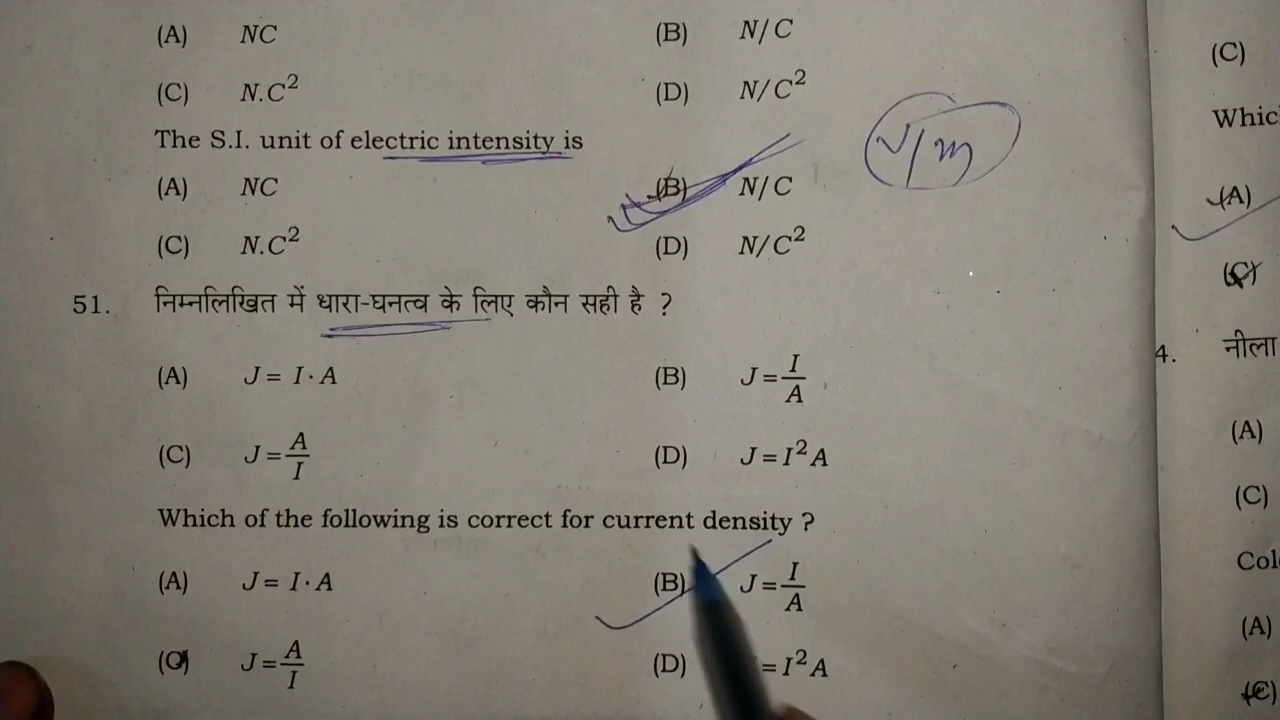 (A) NC (B) N/C
(C) N.C² (D) N/C²
The S.I. unit of electric intensity is
(A) NC (B) N/C
(C) N.C² (D) N/C²
V/m
51. निम्नलिखित में धारा-घनत्व के लिए कौन सही है ?
(A) J = I · A (B) J = I/A
(C) J = A/I (D) J = I²A
Which of the following is correct for current density ?
(A) J = I · A (B) J = I/A
(C) J = A/I (D) = I²A
(C)
Whic
(A)
(C)
4. नीला
(A)
(C)
Col
(A)
(C)